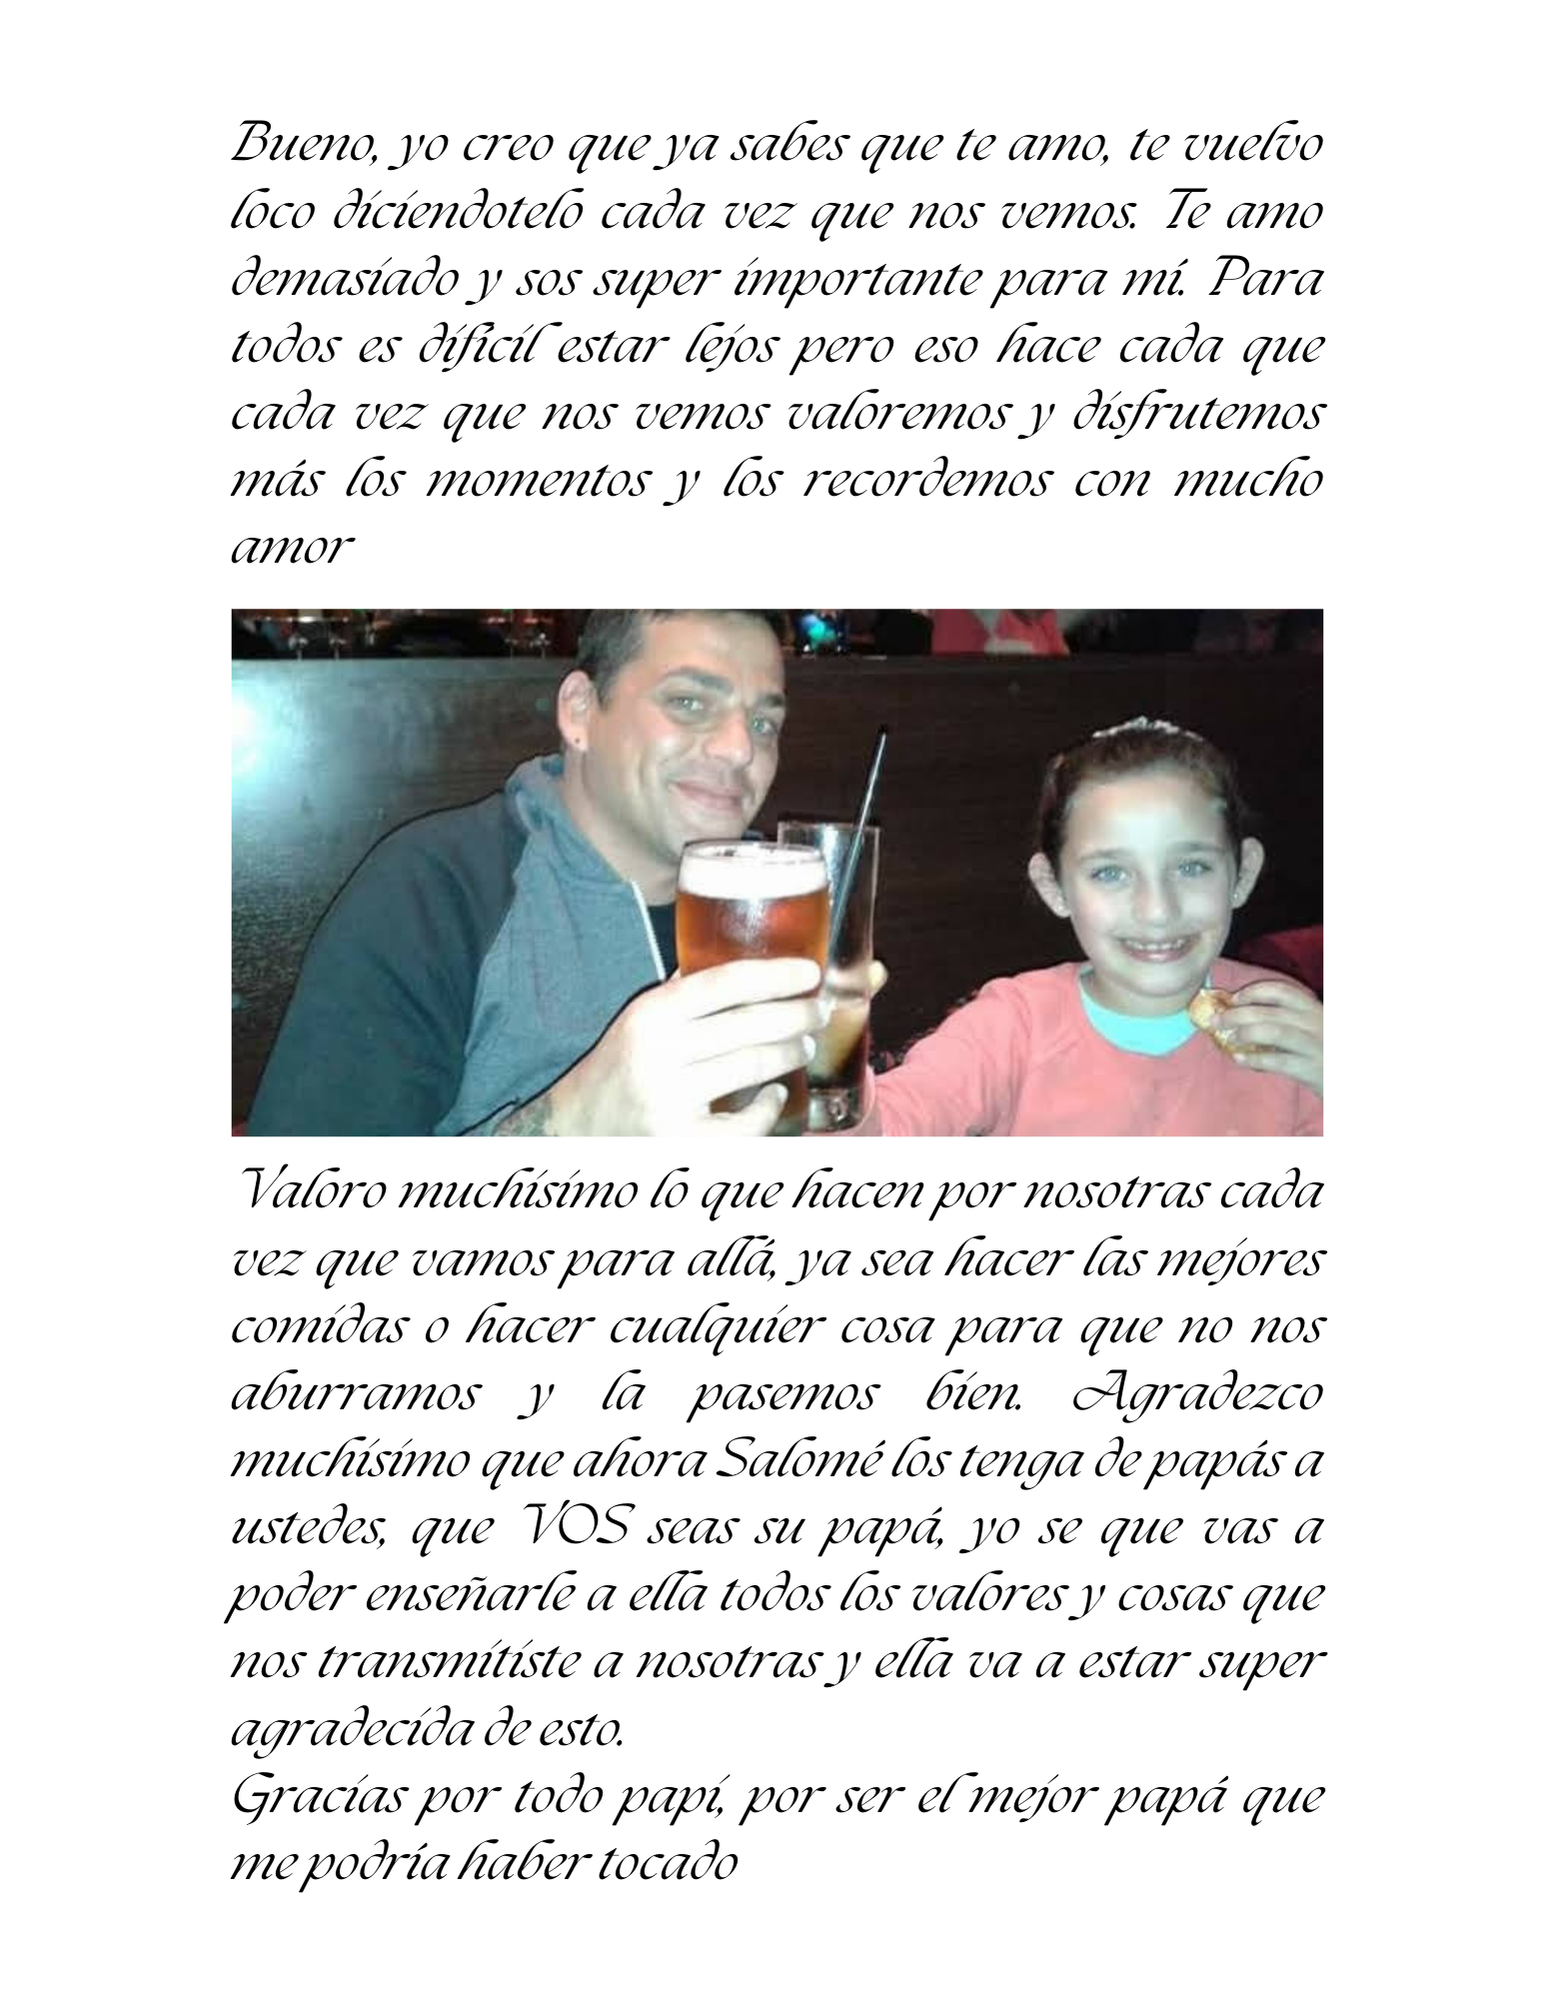 Bueno, yo creo que ya sabes que te amo, te vuelvo
loco diciendotelo cada vez que nos vemos. Te amo
demasiado y sos super importante para mí. Para
todos es difícil estar lejos pero eso hace cada que
cada vez que nos vemos valoremos y disfrutemos
más los momentos y los recordemos con mucho
amor
Valoro muchísimo lo que hacen por nosotras cada
vez que vamos para allá, ya sea hacer las mejores
comidas o hacer cualquier cosa para que no nos
aburramos y la pasemos bien. Agradezco
muchísimo que ahora Salomé los tenga de papás a
ustedes, que VOS seas su papá, yo se que vas a
poder enseñarle a ella todos los valores y cosas que
nos transmitiste a nosotras y ella va a estar super
agradecida de esto.
Gracias por todo papi, por ser el mejor papá que
me podría haber tocado